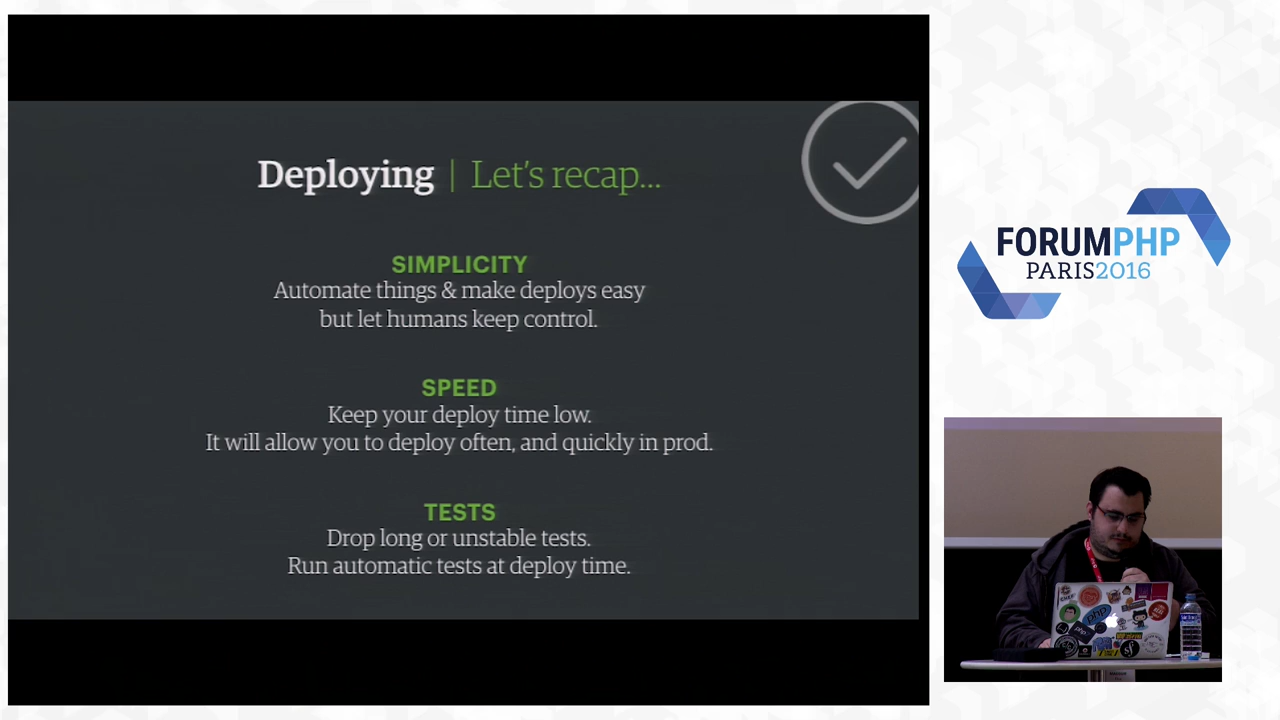 Deploying | Let's recap...
SIMPLICITY
Automate things & make deploys easy
but let humans keep control.
SPEED
Keep your deploy time low.
It will allow you to deploy often, and quickly in prod.
TESTS
Drop long or unstable tests.
Run automatic tests at deploy time.
FORUMPHP
PARIS2016
php
php